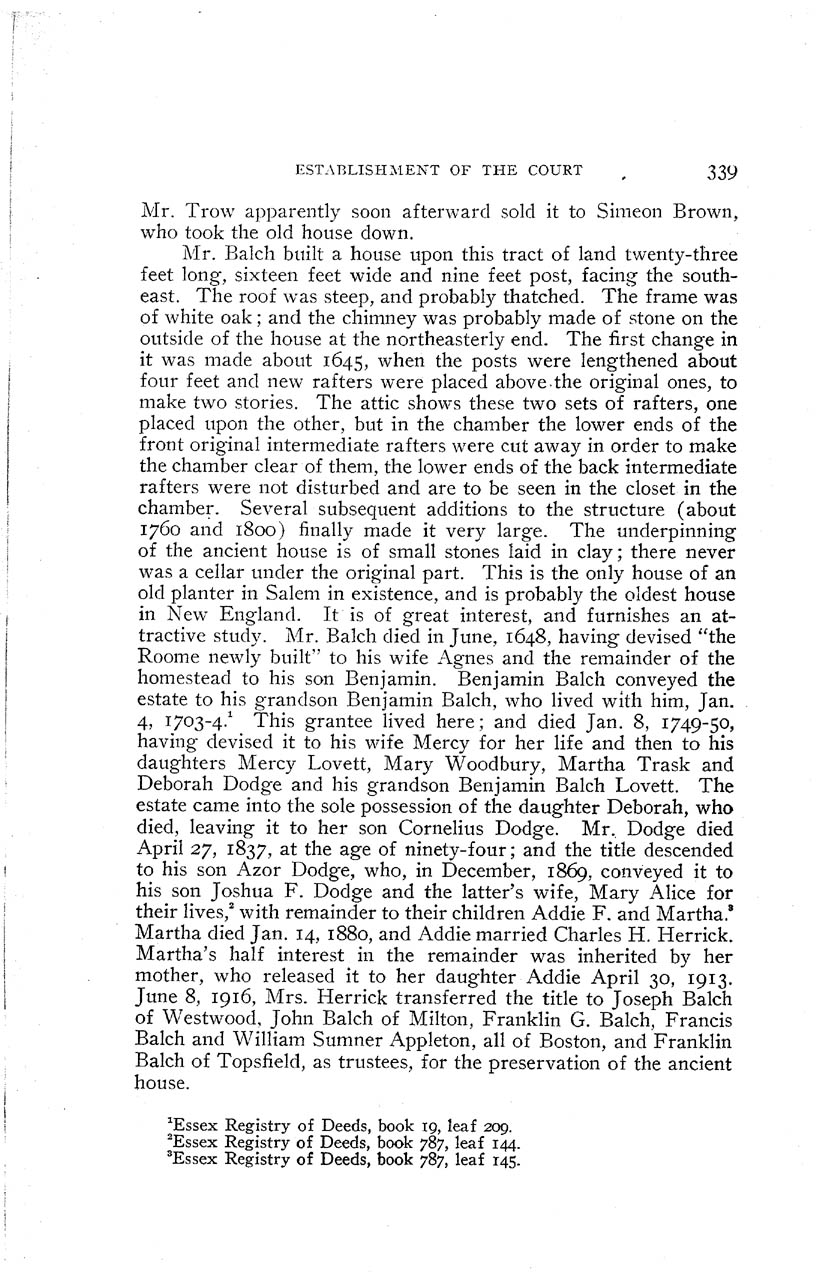 ESTABLISHMENT OF THE COURT 339
Mr. Trow apparently soon afterward sold it to Simeon Brown,
who took the old house down.
Mr. Balch built a house upon this tract of land twenty-three
feet long, sixteen feet wide and nine feet post, facing the south-
east. The roof was steep, and probably thatched. The frame was
of white oak; and the chimney was probably made of stone on the
outside of the house at the northeasterly end. The first change in
it was made about 1645, when the posts were lengthened about
four feet and new rafters were placed above the original ones, to
make two stories. The attic shows these two sets of rafters, one
placed upon the other, but in the chamber the lower ends of the
front original intermediate rafters were cut away in order to make
the chamber clear of them, the lower ends of the back intermediate
rafters were not disturbed and are to be seen in the closet in the
chamber. Several subsequent additions to the structure (about
1760 and 1800) finally made it very large. The underpinning
of the ancient house is of small stones laid in clay; there never
was a cellar under the original part. This is the only house of an
old planter in Salem in existence, and is probably the oldest house
in New England. It is of great interest, and furnishes an at-
tractive study. Mr. Balch died in June, 1648, having devised “the
Roome newly built” to his wife Agnes and the remainder of the
homestead to his son Benjamin. Benjamin Balch conveyed the
estate to his grandson Benjamin Balch, who lived with him, Jan.
4, 1703-4.¹ This grantee lived here; and died Jan. 8, 1749-50,
having devised it to his wife Mercy for her life and then to his
daughters Mercy Lovett, Mary Woodbury, Martha Trask and
Deborah Dodge and his grandson Benjamin Balch Lovett. The
estate came into the sole possession of the daughter Deborah, who
died, leaving it to her son Cornelius Dodge. Mr. Dodge died
April 27, 1837, at the age of ninety-four; and the title descended
to his son Azor Dodge, who, in December, 1869, conveyed it to
his son Joshua F. Dodge and the latter’s wife, Mary Alice for
their lives,² with remainder to their children Addie F. and Martha.³
Martha died Jan. 14, 1880, and Addie married Charles H. Herrick.
Martha’s half interest in the remainder was inherited by her
mother, who released it to her daughter Addie April 30, 1913.
June 8, 1916, Mrs. Herrick transferred the title to Joseph Balch
of Westwood, John Balch of Milton, Franklin G. Balch, Francis
Balch and William Sumner Appleton, all of Boston, and Franklin
Balch of Topsfield, as trustees, for the preservation of the ancient
house.
¹Essex Registry of Deeds, book 19, leaf 209.
²Essex Registry of Deeds, book 787, leaf 144.
³Essex Registry of Deeds, book 787, leaf 145.